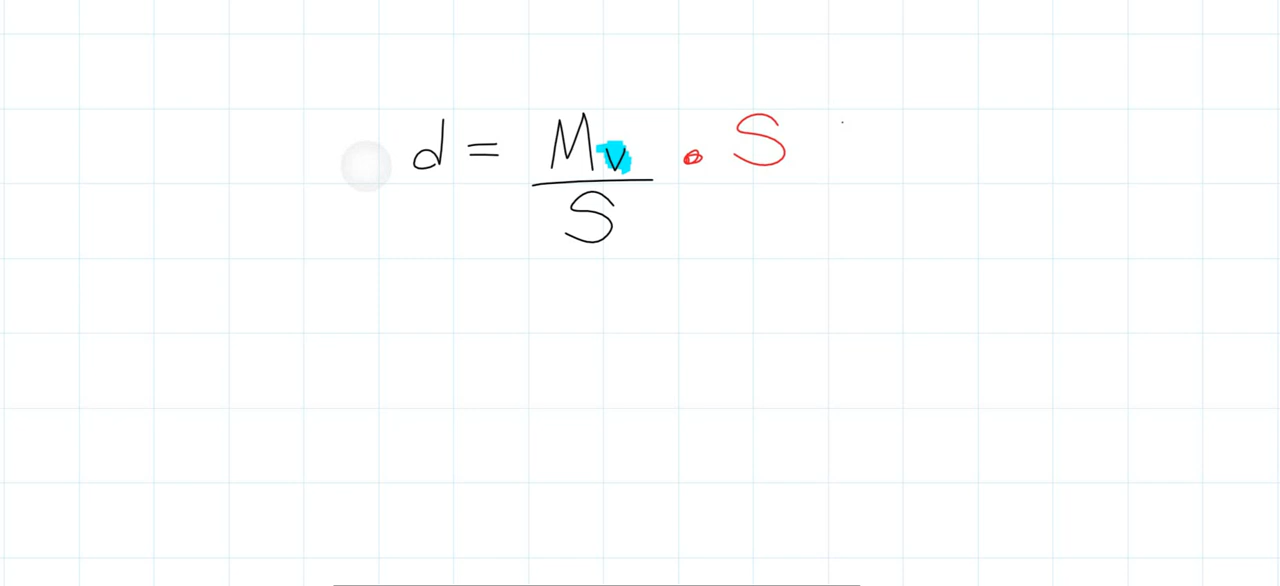 d = Mv • S
S